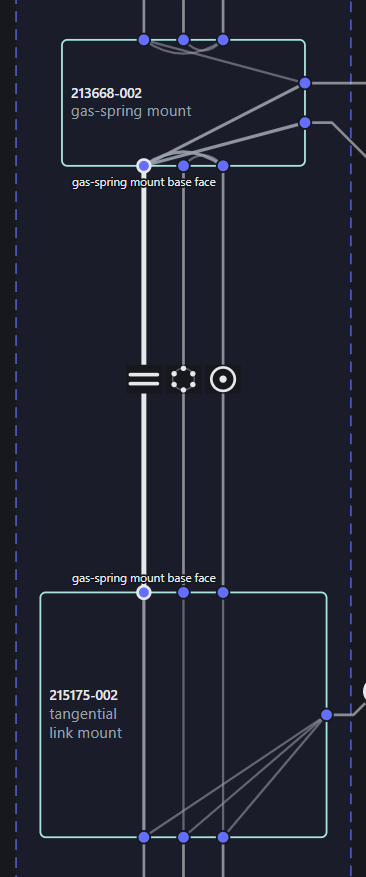 213668-002
gas-spring mount
gas-spring mount base face
gas-spring mount base face
215175-002
tangential
link mount